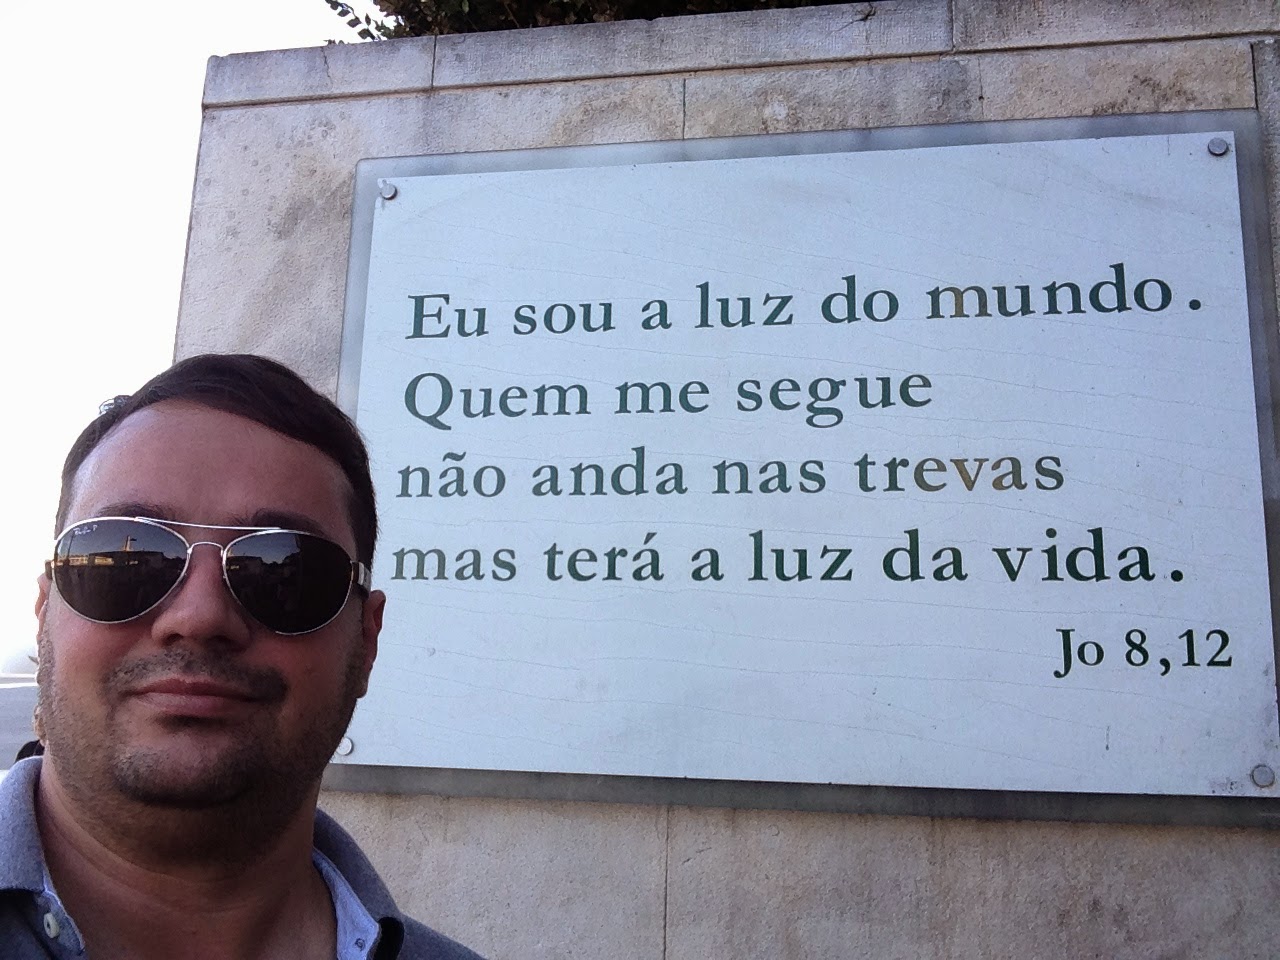 Eu sou a luz do mundo.
Quem me segue
não anda nas trevas
mas terá a luz da vida.
Jo 8,12